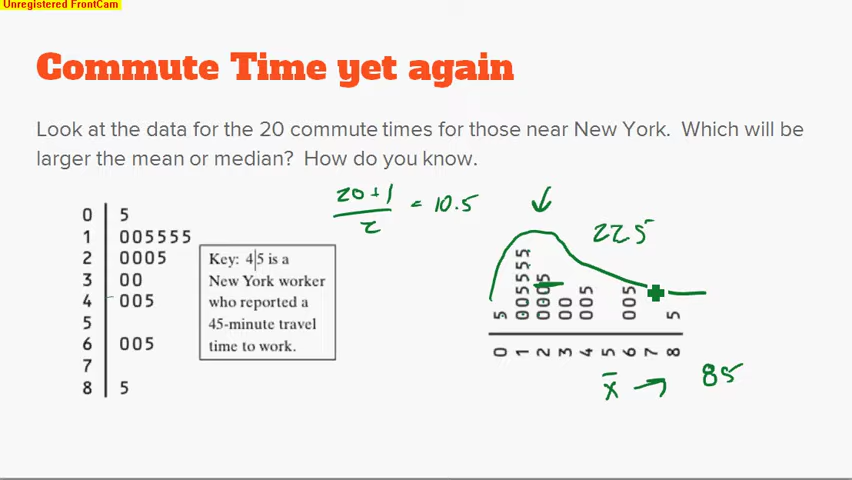 Unregistered FrontCam
Commute Time yet again
Look at the data for the 20 commute times for those near New York. Which will be
larger the mean or median? How do you know.
20+1
2
= 10.5
225
0 | 5
1 | 005555
2 | 0005
3 | 00
4 | 005
5 |
6 | 005
7 |
8 | 5
Key: 4|5 is a
New York worker
who reported a
45-minute travel
time to work.
5
005555
0005
00
005
005
5
0 1 2 3 4 5 6 7 8
x̄ → 85